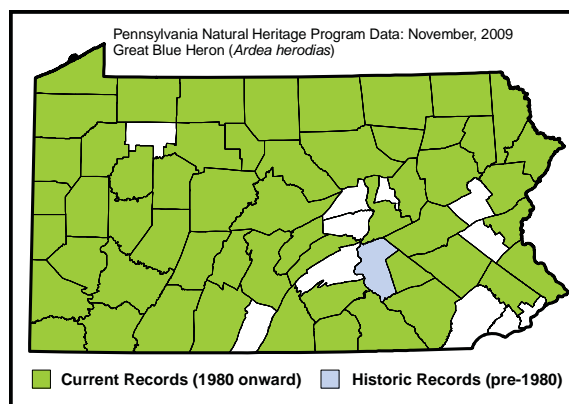 Pennsylvania Natural Heritage Program Data: November, 2009
Great Blue Heron (Ardea herodias)
Current Records (1980 onward) Historic Records (pre-1980)